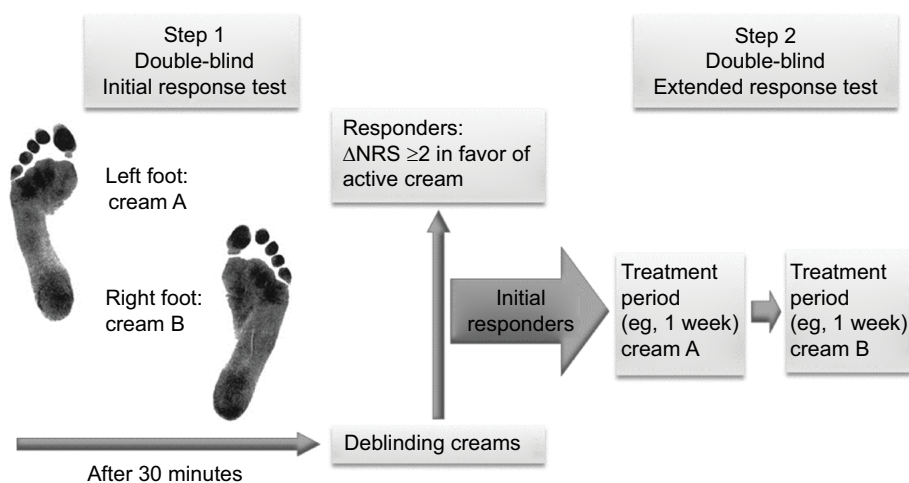 Step 1
Double-blind
Initial response test
Step 2
Double-blind
Extended response test
Responders:
ΔNRS ≥2 in favor of
active cream
Left foot:
cream A
Right foot:
cream B
Initial
responders
Treatment
period
(eg, 1 week)
cream A
Treatment
period
(eg, 1 week)
cream B
Deblinding creams
After 30 minutes